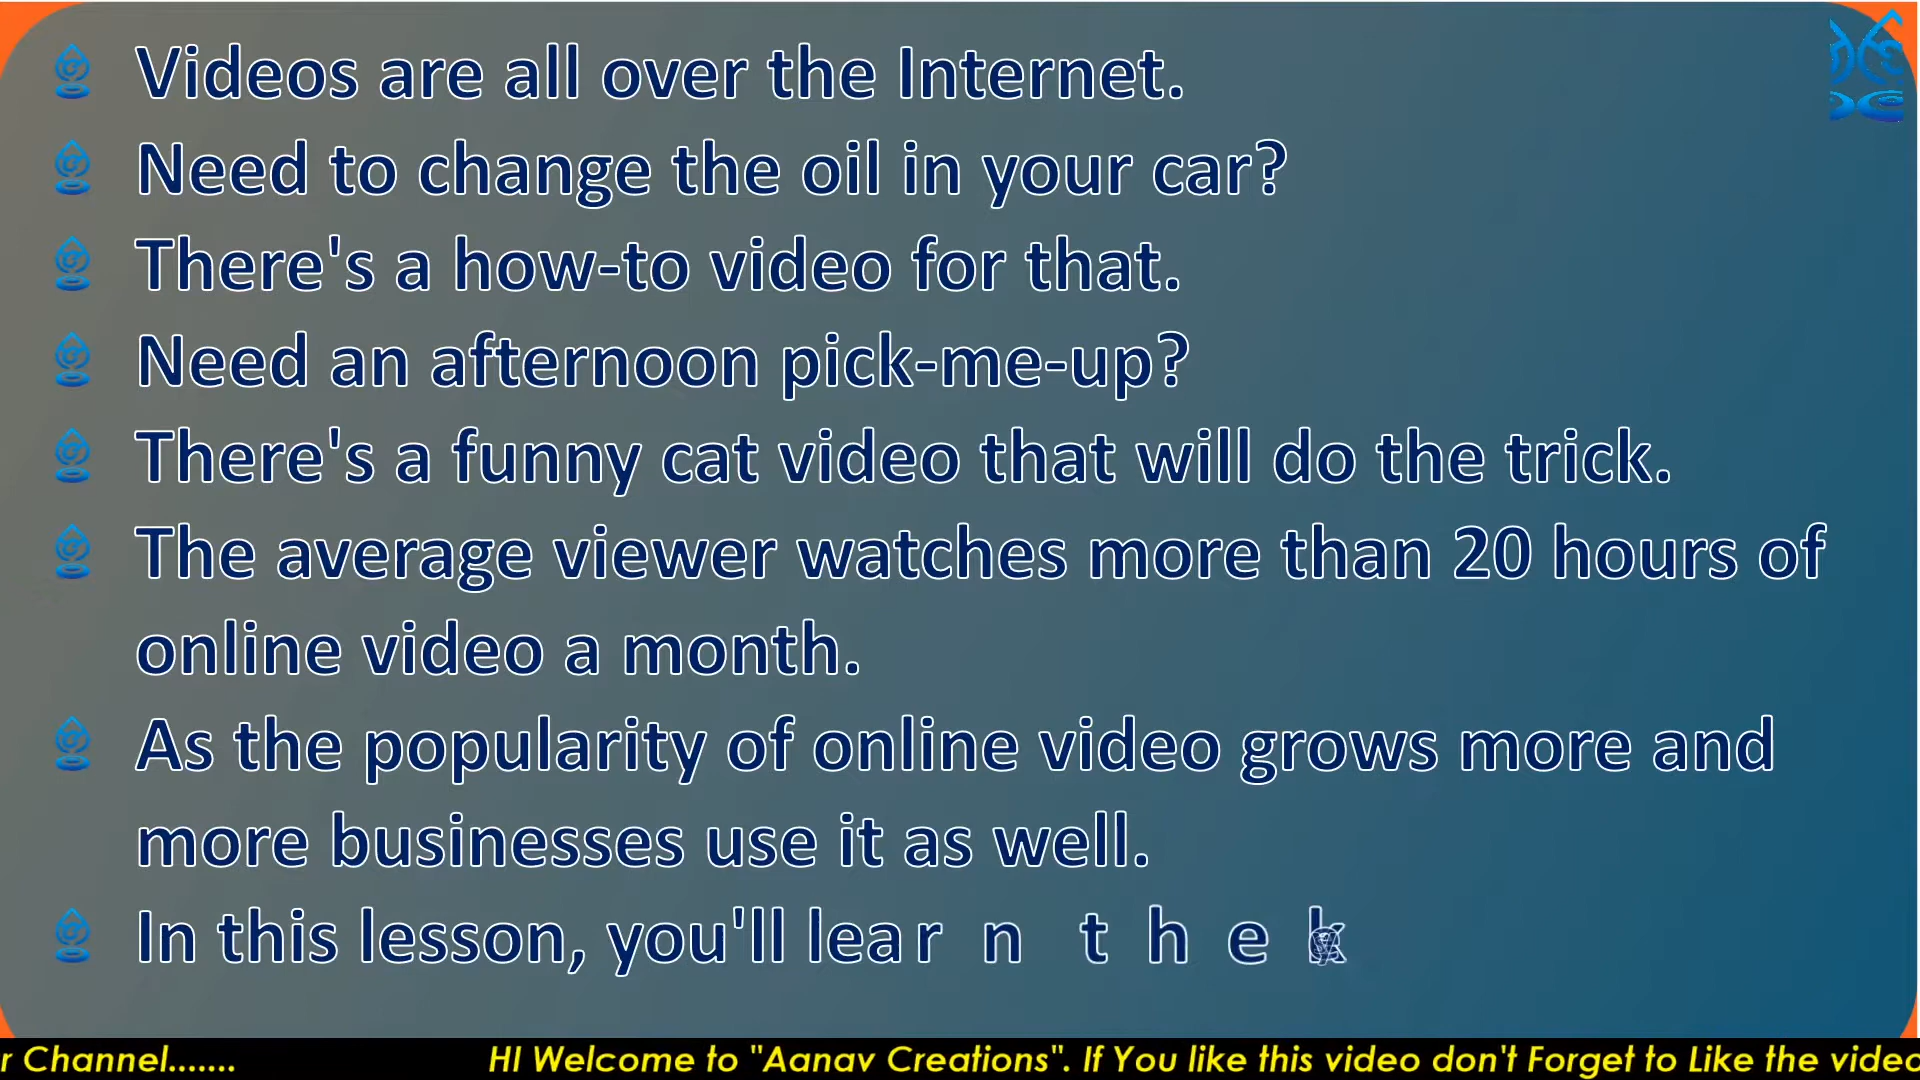 Videos are all over the Internet.
Need to change the oil in your car?
There's a how-to video for that.
Need an afternoon pick-me-up?
There's a funny cat video that will do the trick.
The average viewer watches more than 20 hours of
online video a month.
As the popularity of online video grows more and
more businesses use it as well.
In this lesson, you'll learn the
r Channel....... HI Welcome to "Aanav Creations". If You like this video don't Forget to Like the video